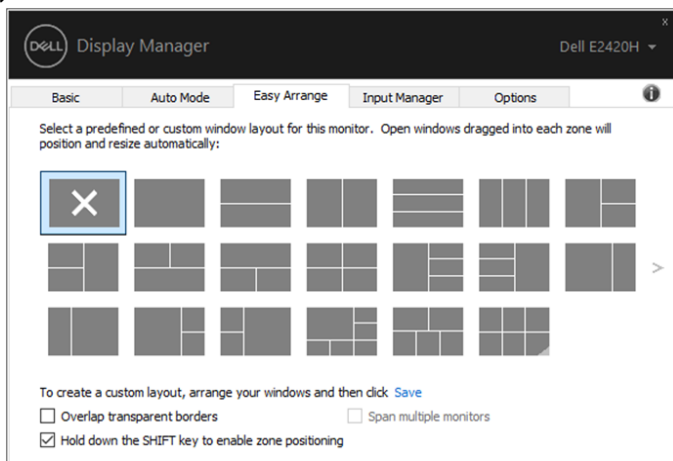 x
DELL Display Manager Dell E2420H
Basic Auto Mode Easy Arrange Input Manager Options
Select a predefined or custom window layout for this monitor. Open windows dragged into each zone will
position and resize automatically:
>
To create a custom layout, arrange your windows and then click Save
Overlap transparent borders Span multiple monitors
Hold down the SHIFT key to enable zone positioning